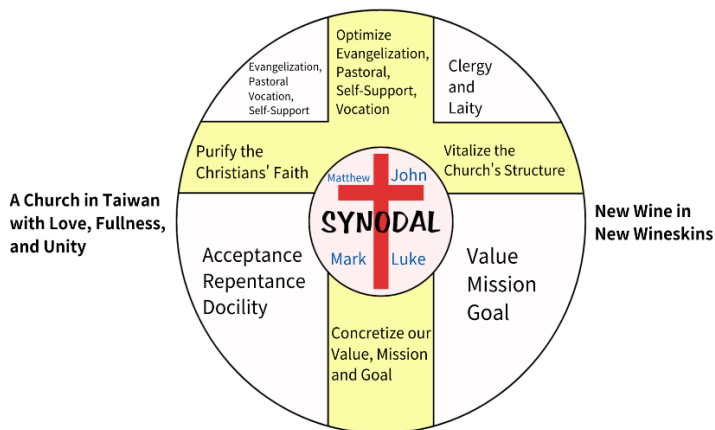 Optimize
Evangelization,
Pastoral,
Self-Support,
Vocation
Evangelization,
Pastoral
Vocation,
Self-Support
Clergy
and
Laity
Purify the
Christians' Faith
Vitalize the
Church's Structure
Matthew
John
SYNODAL
Mark
Luke
A Church in Taiwan
with Love, Fullness,
and Unity
New Wine in
New Wineskins
Acceptance
Repentance
Docility
Value
Mission
Goal
Concretize our
Value, Mission
and Goal